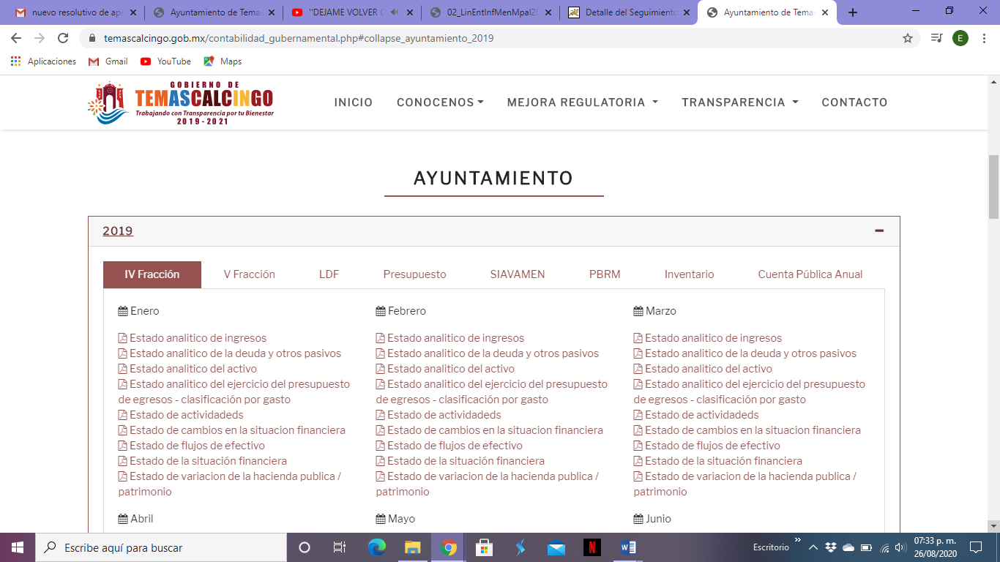 nuevo resolutivo de ape
Ayuntamiento de Temas
"DEJAME VOLVER C
02_LinEntInfMenMpal20
Detalle del Seguimiento
Ayuntamiento de Temas
temascalcingo.gob.mx/contabilidad_gubernamental.php#collapse_ayuntamiento_2019
E
Aplicaciones
Gmail
YouTube
Maps
GOBIERNO DE
TEMASCALCINGO
Trabajando con Transparencia por tu Bienestar
2019-2021
INICIO
CONOCENOS
MEJORA REGULATORIA
TRANSPARENCIA
CONTACTO
AYUNTAMIENTO
2019
IV Fracción
V Fracción
LDF
Presupuesto
SIAVAMEN
PBRM
Inventario
Cuenta Pública Anual
Enero
Estado analitico de ingresos
Estado analitico de la deuda y otros pasivos
Estado analitico del activo
Estado analitico del ejercicio del presupuesto
de egresos - clasificación por gasto
Estado de actividadeds
Estado de cambios en la situacion financiera
Estado de flujos de efectivo
Estado de la situación financiera
Estado de variacion de la hacienda publica /
patrimonio
Febrero
Estado analitico de ingresos
Estado analitico de la deuda y otros pasivos
Estado analitico del activo
Estado analitico del ejercicio del presupuesto
de egresos - clasificación por gasto
Estado de actividadeds
Estado de cambios en la situacion financiera
Estado de flujos de efectivo
Estado de la situación financiera
Estado de variacion de la hacienda publica /
patrimonio
Marzo
Estado analitico de ingresos
Estado analitico de la deuda y otros pasivos
Estado analitico del activo
Estado analitico del ejercicio del presupuesto
de egresos - clasificación por gasto
Estado de actividadeds
Estado de cambios en la situacion financiera
Estado de flujos de efectivo
Estado de la situación financiera
Estado de variacion de la hacienda publica /
patrimonio
Abril
Mayo
Junio
Escribe aquí para buscar
Escritorio
07:33 p. m.
26/08/2020